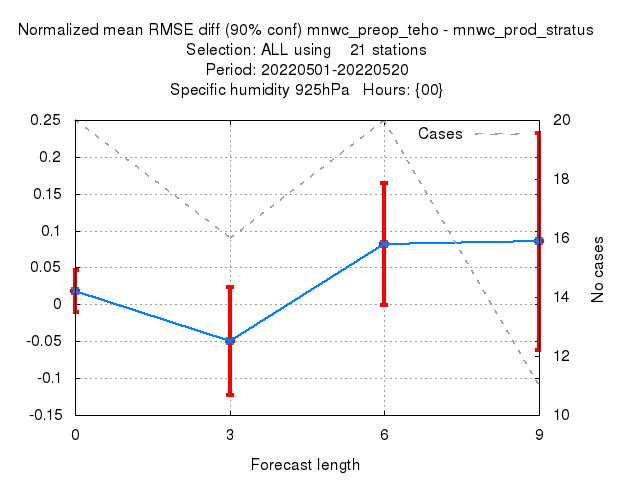 Normalized mean RMSE diff (90% conf) mnwc_preop_teho - mnwc_prod_stratus
Selection: ALL using    21 stations
Period: 20220501-20220520
Specific humidity 925hPa   Hours: {00}
0.25
0.2
0.15
0.1
0.05
0
-0.05
-0.1
-0.15
Cases
20
18
16
14
12
10
No cases
0 3 6 9
Forecast length